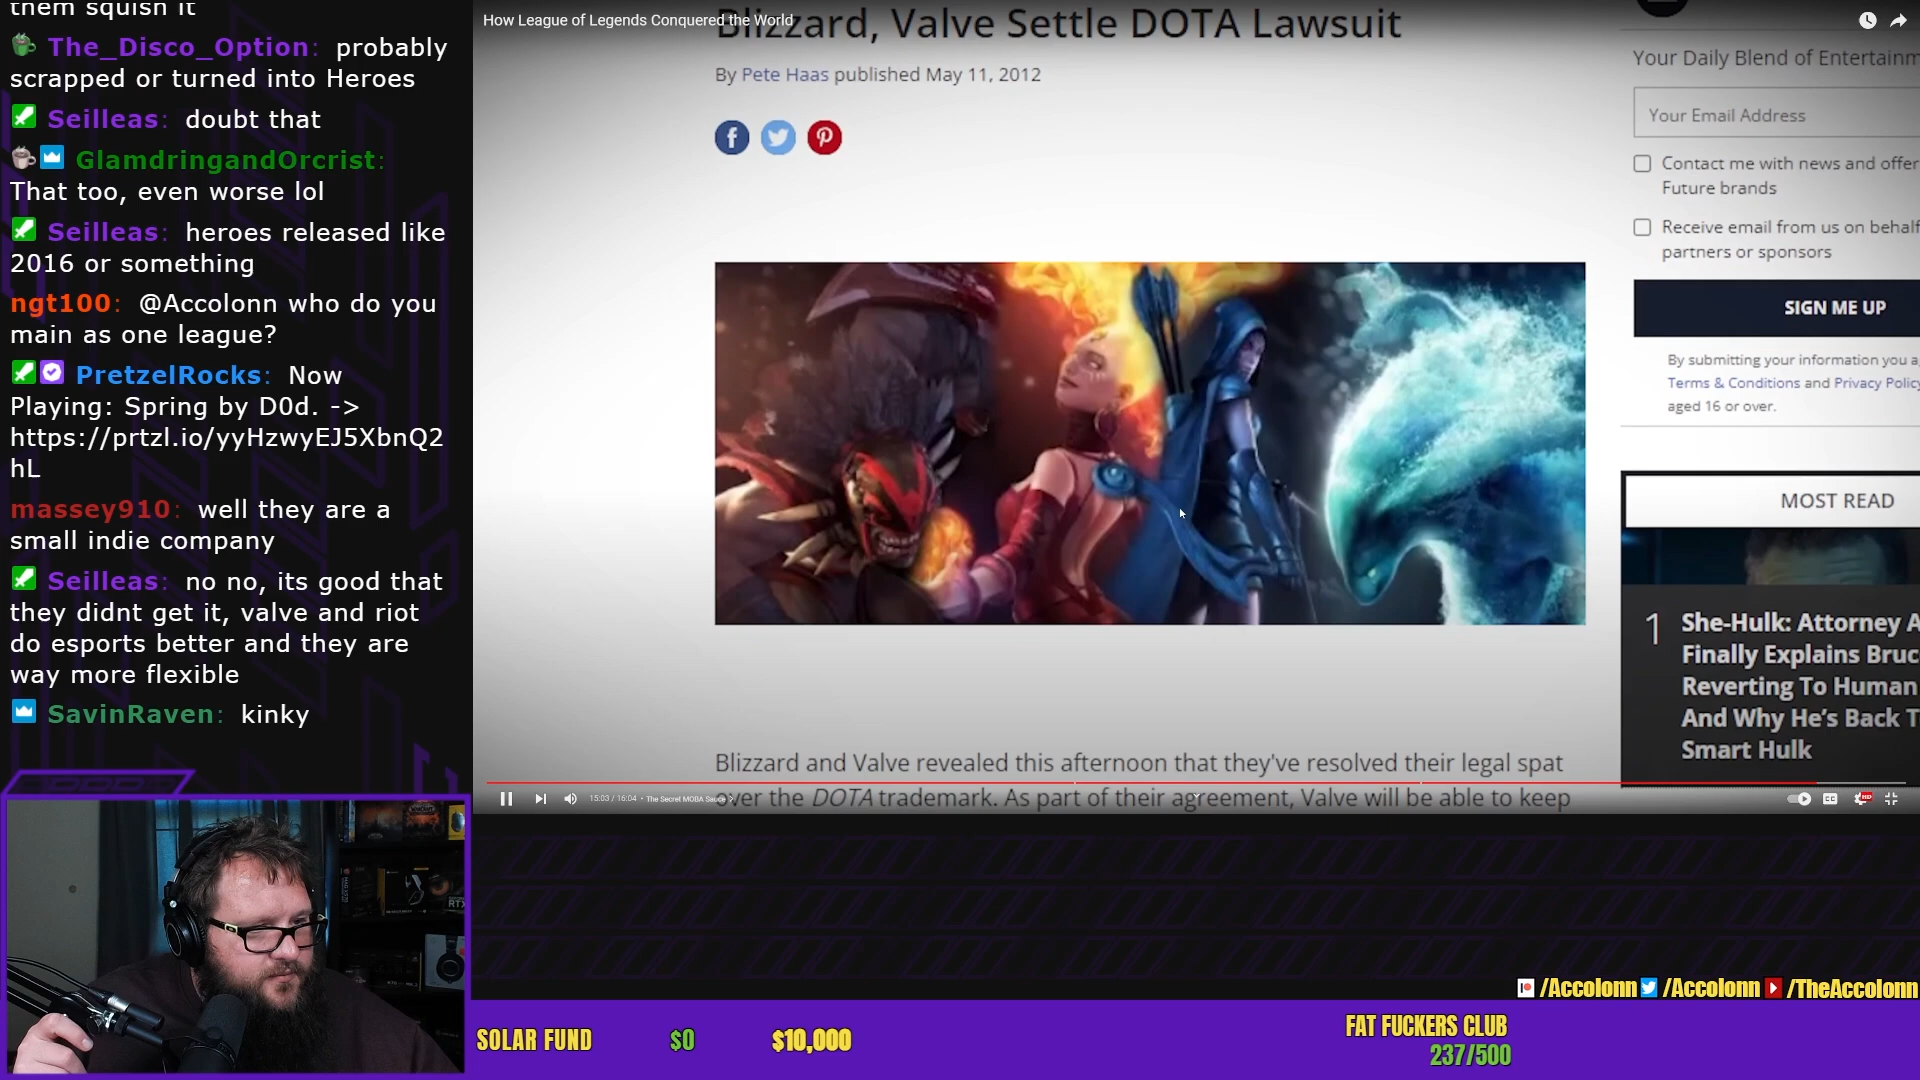 them squish it
The_Disco_Option: probably
scrapped or turned into Heroes
Seilleas: doubt that
GlamdringandOrcrist:
That too, even worse lol
Seilleas: heroes released like
2016 or something
ngt100: @Accolonn who do you
main as one league?
PretzelRocks: Now
Playing: Spring by D0d. ->
https://prtzl.io/yyHzwyEJ5XbnQ2
hL
massey910: well they are a
small indie company
Seilleas: no no, its good that
they didnt get it, valve and riot
do esports better and they are
way more flexible
SavinRaven: kinky
How League of Legends Conquered the World
Blizzard, Valve Settle DOTA Lawsuit
By Pete Haas published May 11, 2012
Blizzard and Valve revealed this afternoon that they've resolved their legal spat
over the DOTA trademark. As part of their agreement, Valve will be able to keep
15:03 / 16:04 • The Secret MOBA Sauce >
CC
HD
Your Daily Blend of Entertainm
Your Email Address
Contact me with news and offer
Future brands
Receive email from us on behalf
partners or sponsors
SIGN ME UP
By submitting your information you a
Terms & Conditions and Privacy Policy
aged 16 or over.
MOST READ
1
She-Hulk: Attorney A
Finally Explains Bruc
Reverting To Human
And Why He's Back T
Smart Hulk
/Accolonn /Accolonn /TheAccolonn
SOLAR FUND $0 $10,000
FAT FUCKERS CLUB
237/500